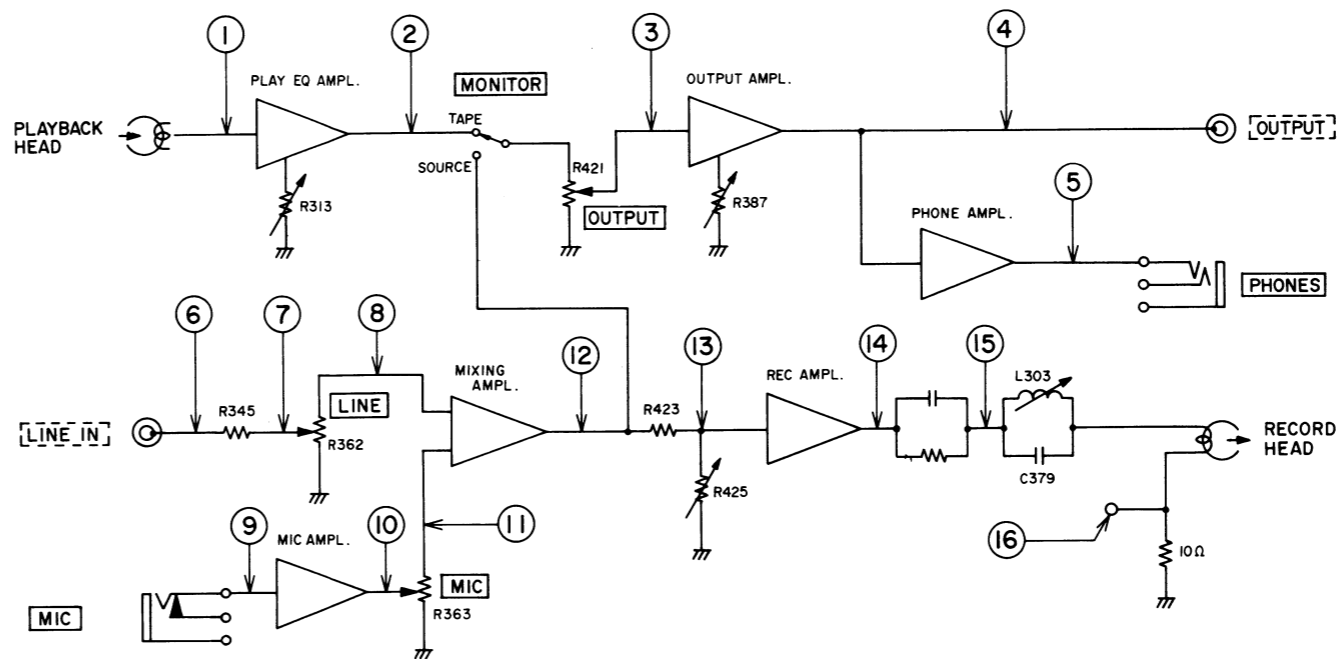 1
2
3
4
PLAY EQ AMPL.
MONITOR
OUTPUT AMPL.
PLAYBACK
HEAD
TAPE
SOURCE
R421
OUTPUT
R313
R387
OUTPUT
5
PHONE AMPL.
PHONES
6
7
8
12
13
14
15
MIXING
AMPL.
REC AMPL.
L303
LINE IN
R345
LINE
R362
R423
R425
C379
RECORD
HEAD
9
10
11
16
MIC AMPL.
MIC
R363
10Ω
MIC